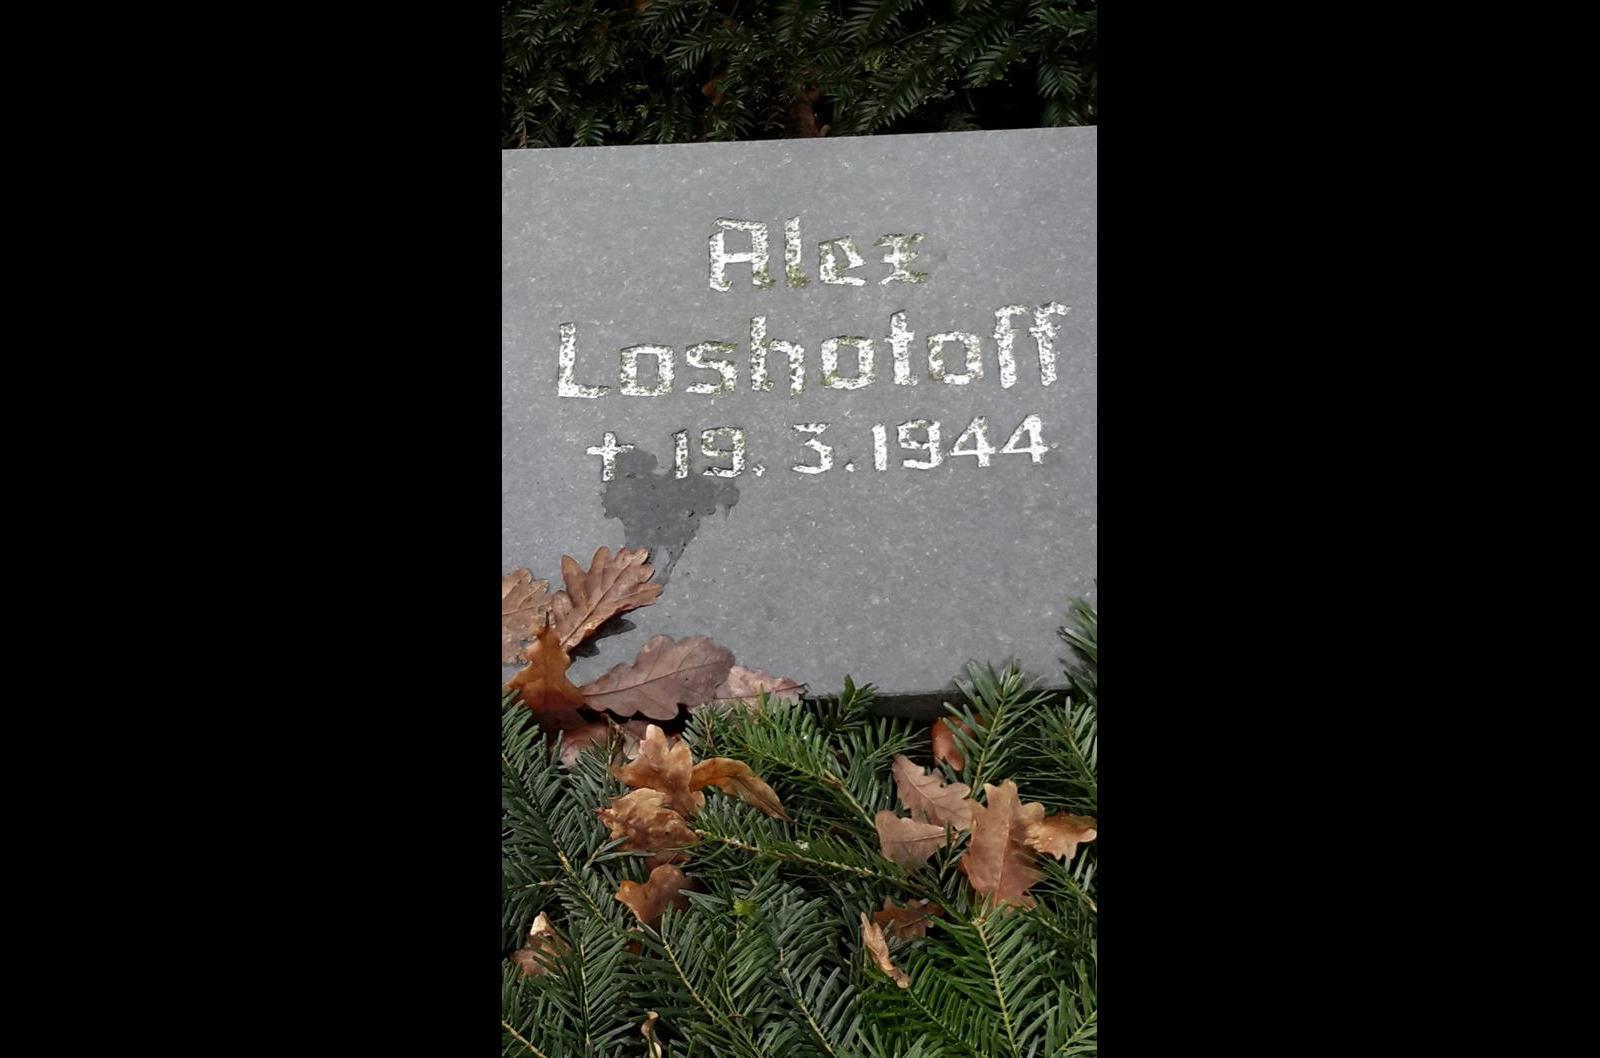 Alex
Loshotoff
† 19. 3. 1944